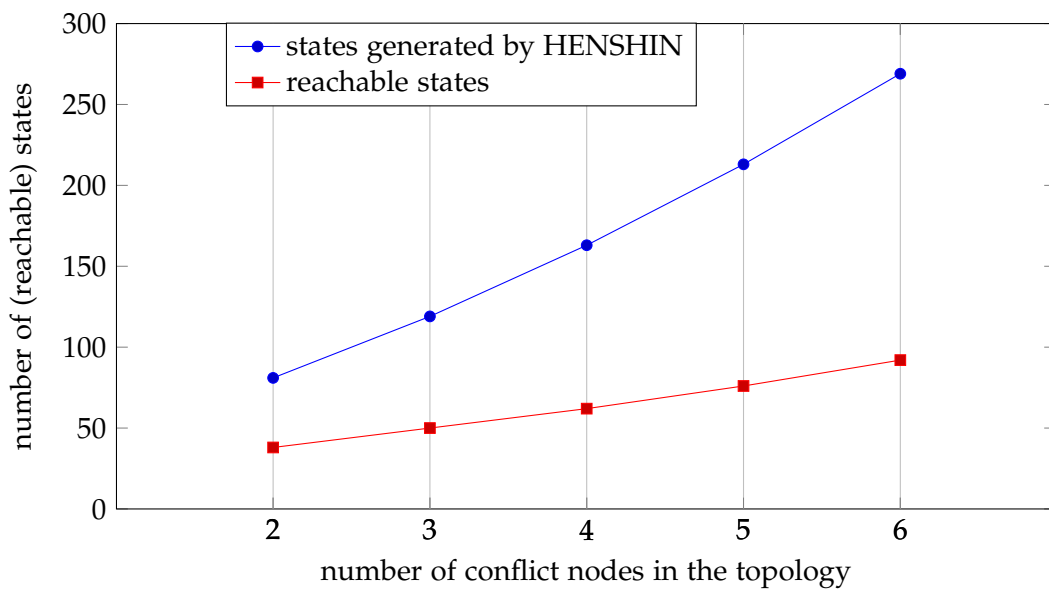 states generated by HENSHIN
reachable states
number of (reachable) states
300
250
200
150
100
50
0
2 3 4 5 6
number of conflict nodes in the topology